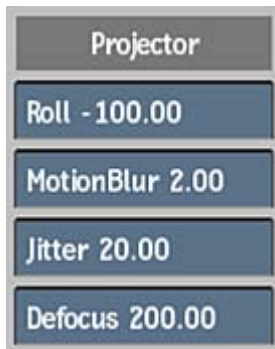 Projector
Roll -100.00
MotionBlur 2.00
Jitter 20.00
Defocus 200.00